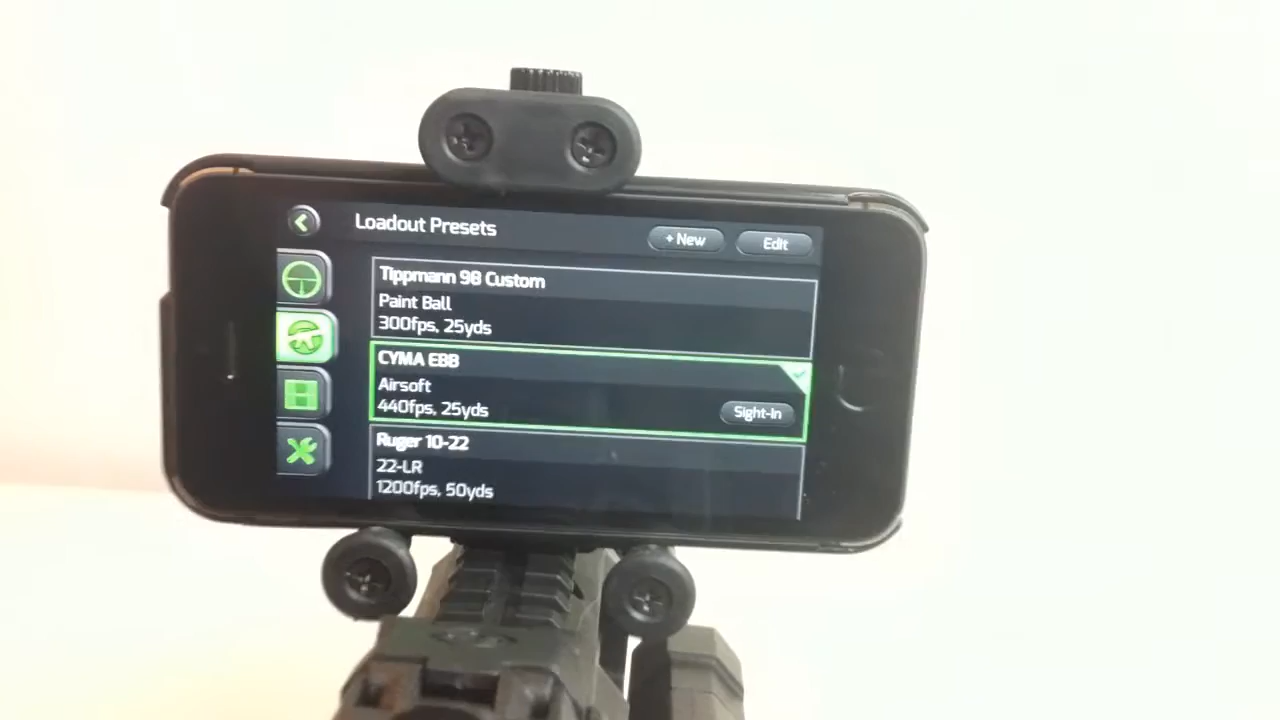 Loadout Presets
+ New
Edit
Tippmann 98 Custom
Paint Ball
300fps, 25yds
CYMA EBB
Airsoft
440fps, 25yds
Sight-In
Ruger 10-22
22-LR
1200fps, 50yds